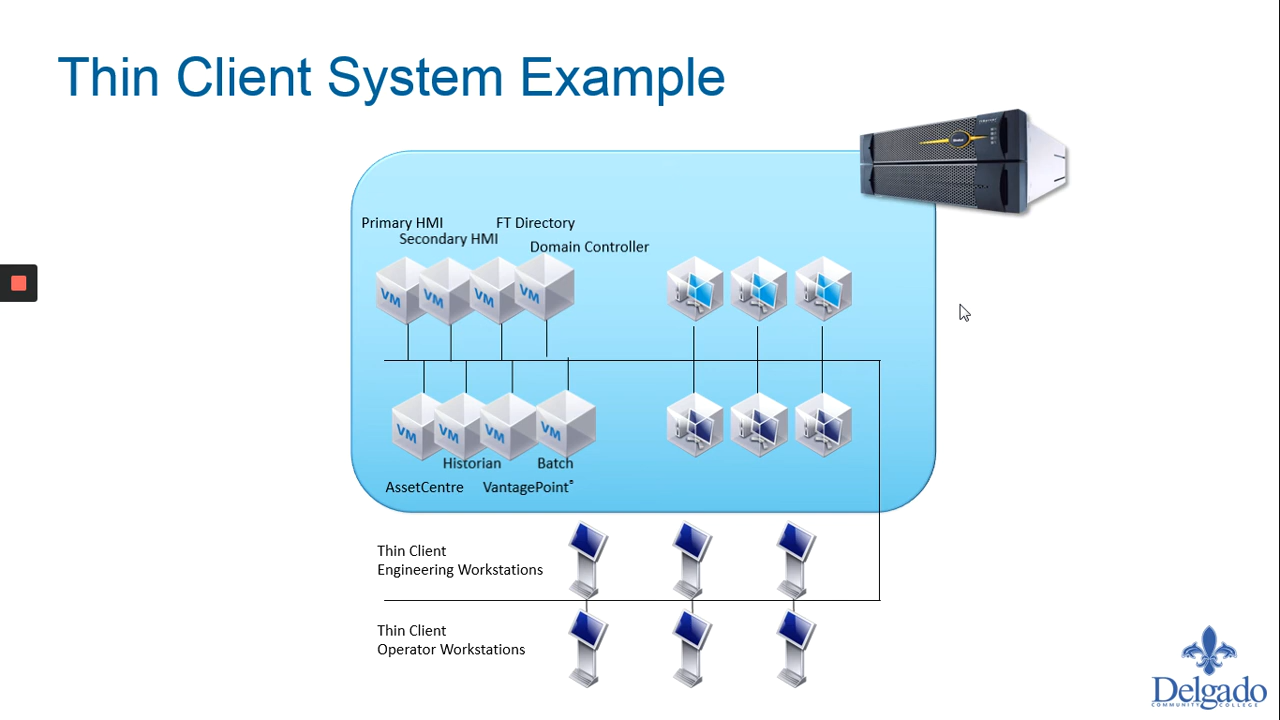 Thin Client System Example
Primary HMI
FT Directory
Secondary HMI
Domain Controller
VM
VM
VM
VM
VM
VM
VM
VM
Historian
Batch
AssetCentre
VantagePoint®
Thin Client
Engineering Workstations
Thin Client
Operator Workstations
Delgado
COMMUNITY COLLEGE